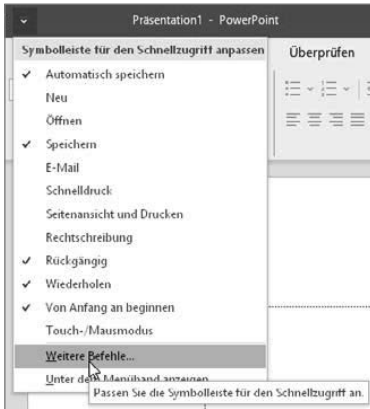 Präsentation1 - PowerPoint
Symbolleiste für den Schnellzugriff anpassen
Überprüfen
Automatisch speichern
Neu
Öffnen
Speichern
E-Mail
Schnelldruck
Seitenansicht und Drucken
Rechtschreibung
Rückgängig
Wiederholen
Von Anfang an beginnen
Touch-/Mausmodus
Weitere Befehle...
Unter dem Menüband anzeigen
Passen Sie die Symbolleiste für den Schnellzugriff an.